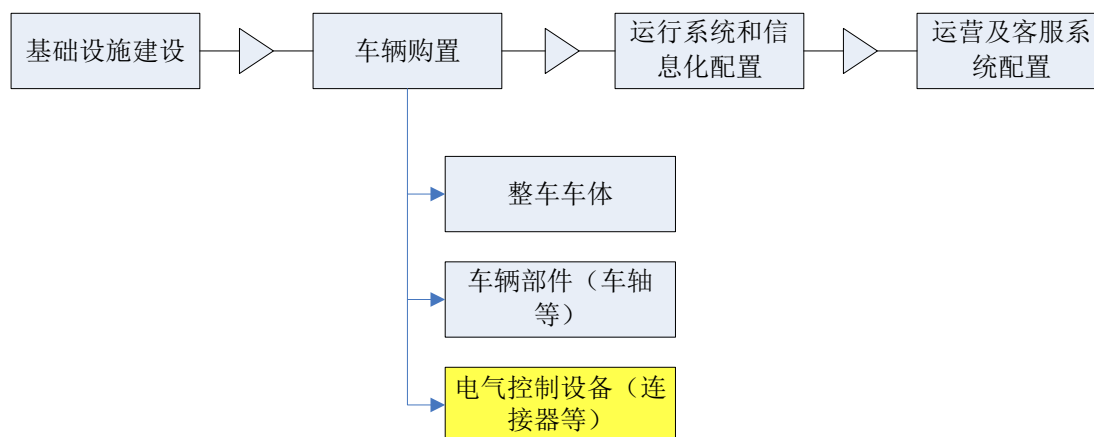 基础设施建设
车辆购置
运行系统和信
息化配置
运营及客服系
统配置
整车车体
车辆部件（车轴
等）
电气控制设备（连
接器等）